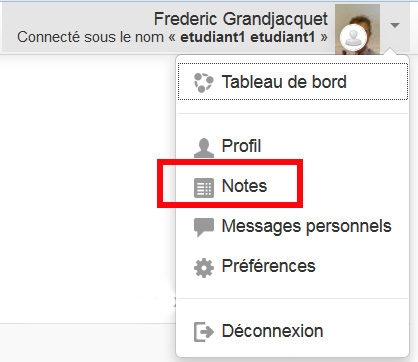 Frederic Grandjacquet
Connecté sous le nom « etudiant1 etudiant1 »
Tableau de bord
Profil
Notes
Messages personnels
Préférences
Déconnexion